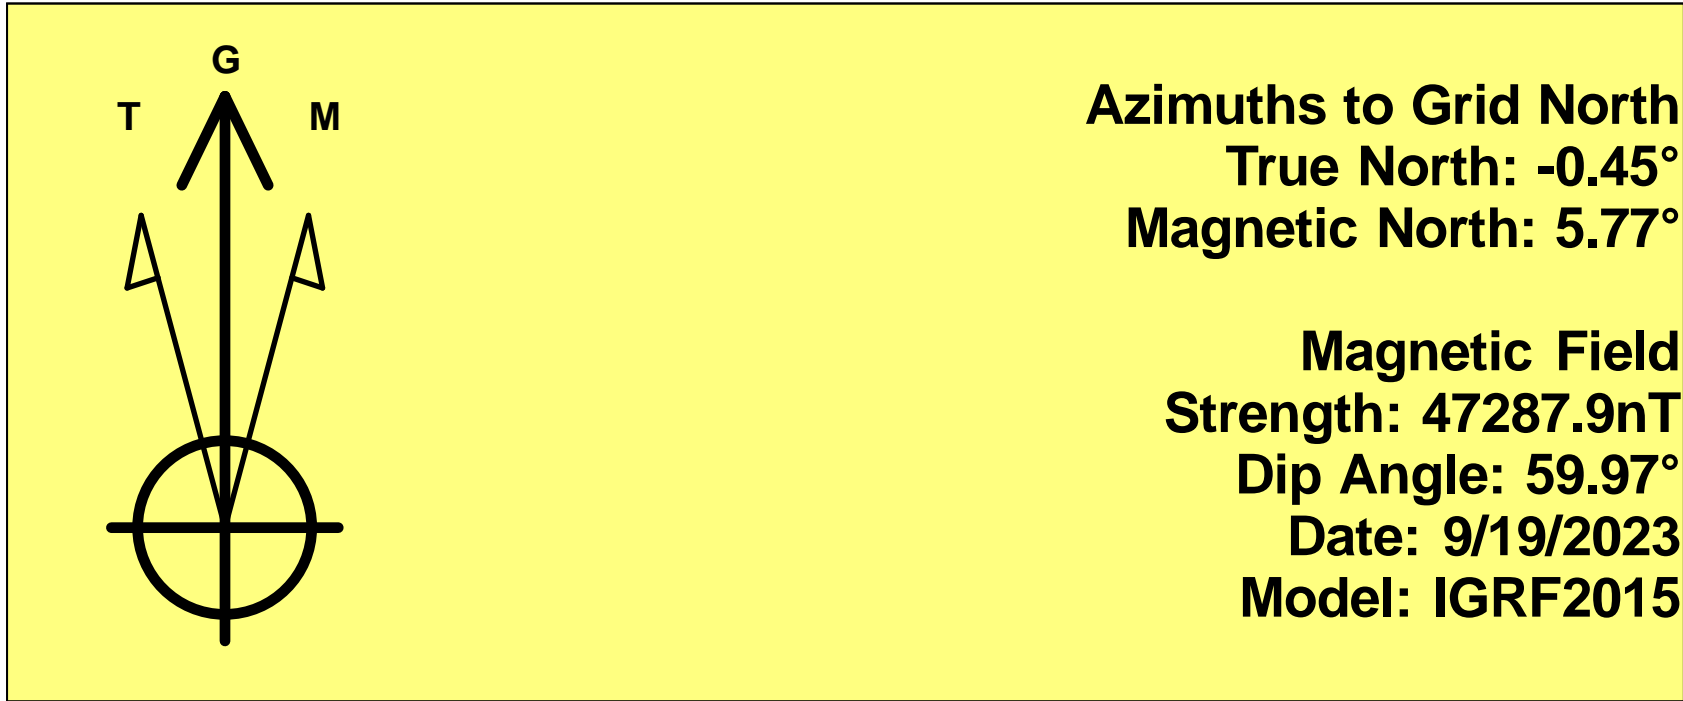 G
T M
Azimuths to Grid North
True North: -0.45°
Magnetic North: 5.77°
Magnetic Field
Strength: 47287.9nT
Dip Angle: 59.97°
Date: 9/19/2023
Model: IGRF2015